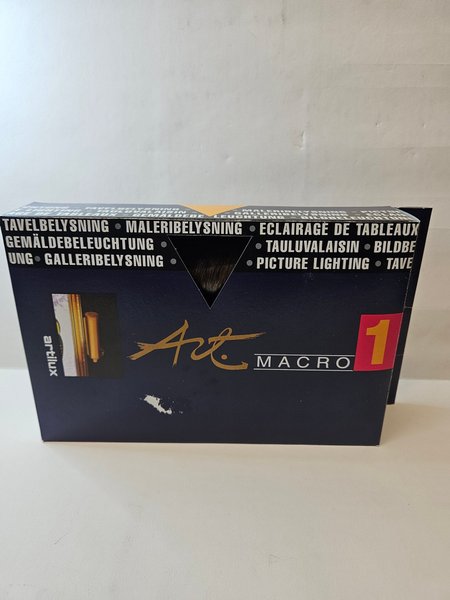 TAVELBELYSNING • MALERIBELYSNING • ECLAIRAGE DE TABLEAUX
GEMÄLDEBELEUCHTUNG • TAULUVALAISIN • BILDBE
UNG • GALLERIBELYSNING • PICTURE LIGHTING • TAVE
artilux
Art.
MACRO 1